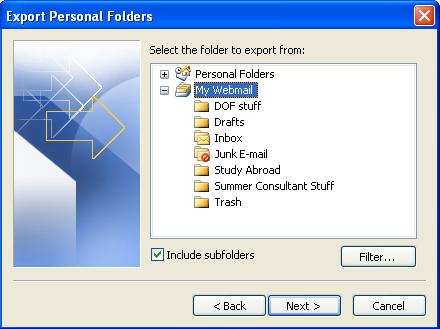 Export Personal Folders
Select the folder to export from:
Personal Folders
My Webmail
DOF stuff
Drafts
Inbox
Junk E-mail
Study Abroad
Summer Consultant Stuff
Trash
Include subfolders
Filter...
< Back
Next >
Cancel